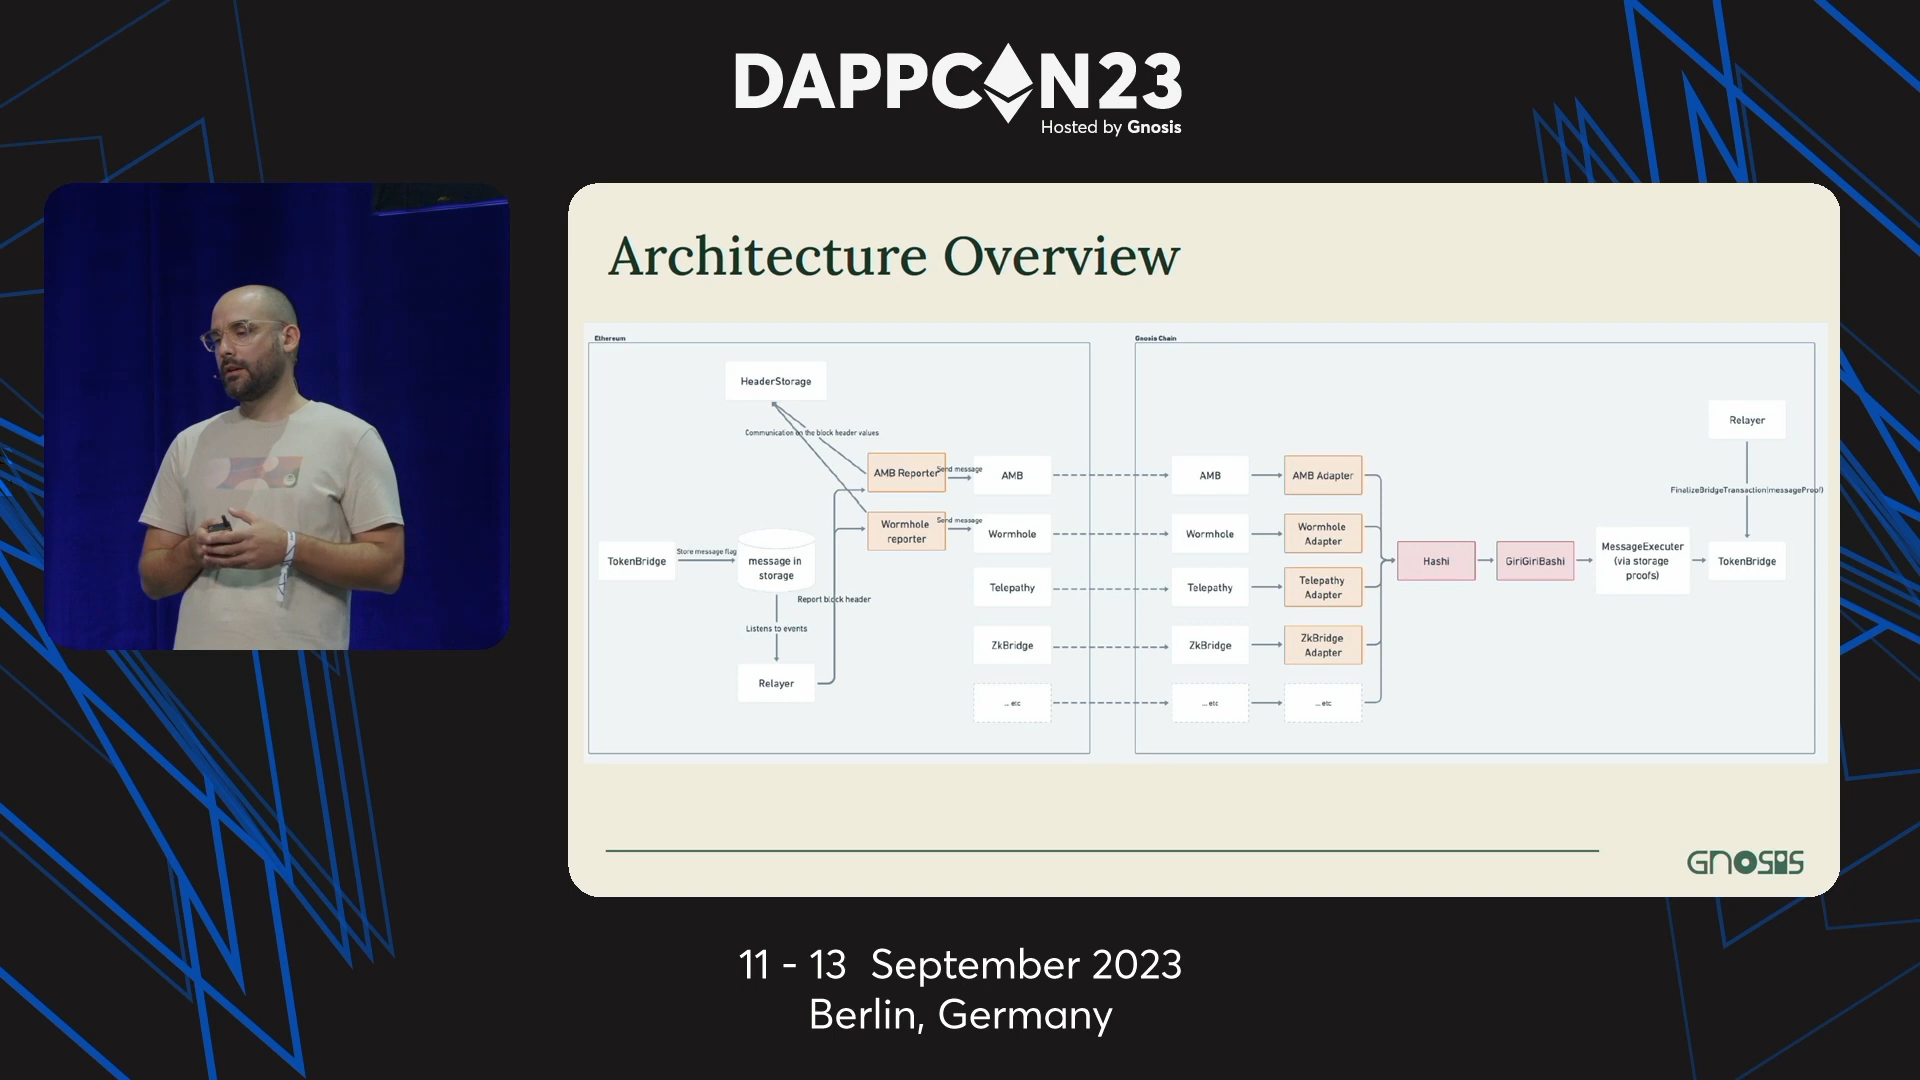 DAPPCON23
Hosted by Gnosis
Architecture Overview
Ethereum
HeaderStorage
Communication on the block header values
AMB Reporter
Send message
AMB
Wormhole
reporter
Send message
Wormhole
TokenBridge
Store message flag
message in
storage
Telepathy
Report block header
Listens to events
ZkBridge
Relayer
... etc
Gnosis Chain
Relayer
AMB
AMB Adapter
FinalizeBridgeTransaction(messageProof)
Wormhole
Wormhole
Adapter
Hashi
GiriGiriBashi
MessageExecuter
(via storage
proofs)
TokenBridge
Telepathy
Telepathy
Adapter
ZkBridge
ZkBridge
Adapter
... etc
... etc
GNOSIS
11 - 13 September 2023
Berlin, Germany